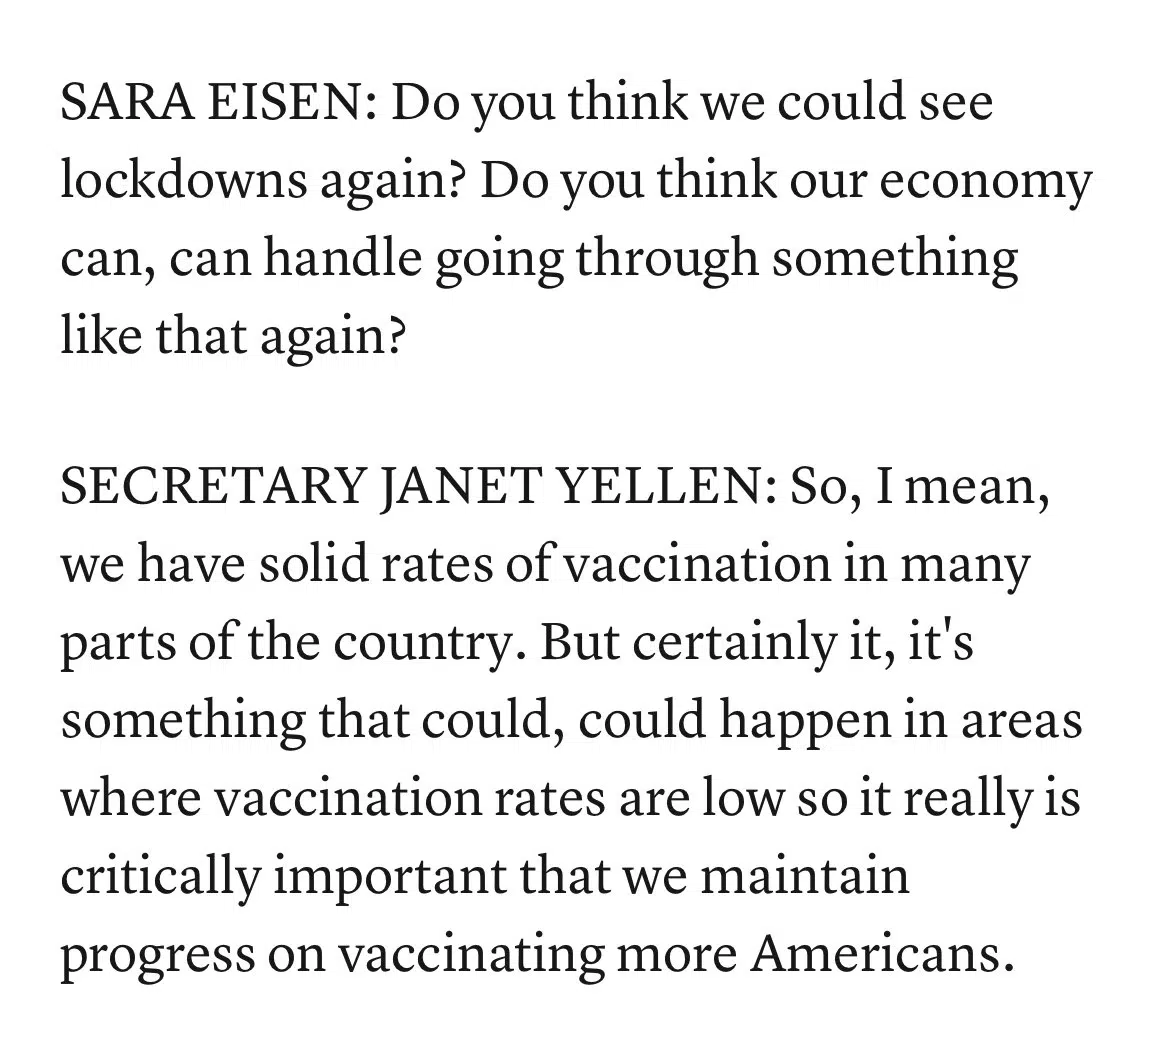 SARA EISEN: Do you think we could see
lockdowns again? Do you think our economy
can, can handle going through something
like that again?
SECRETARY JANET YELLEN: So, I mean,
we have solid rates of vaccination in many
parts of the country. But certainly it, it's
something that could, could happen in areas
where vaccination rates are low so it really is
critically important that we maintain
progress on vaccinating more Americans.